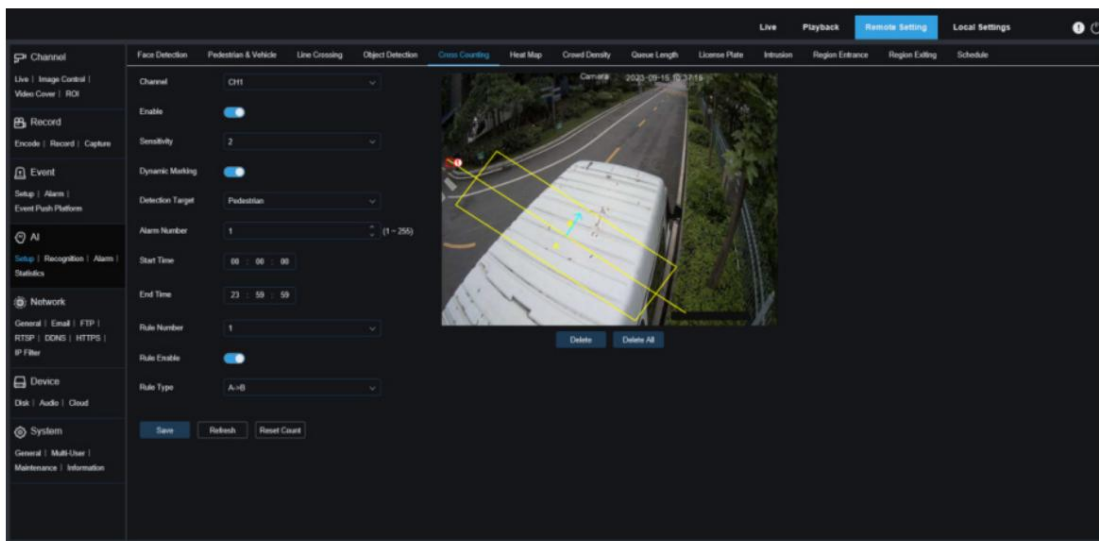 Live Playback Remote Setting Local Settings
Channel
Live | Image Control |
Video Cover | ROI
Record
Encode | Record | Capture
Event
Setup | Alarm |
Event Push Platform
AI
Setup | Recognition | Alarm |
Statistics
Network
General | Email | FTP |
RTSP | DDNS | HTTPS |
IP Filter
Device
Disk | Audio | Cloud
System
General | Multi-User |
Maintenance | Information
Face Detection Pedestrian & Vehicle Line Crossing Object Detection Cross Counting Heat Map Crowd Density Queue Length License Plate Intrusion Region Entrance Region Exiting Schedule
Channel CH1
Enable
Sensitivity 2
Dynamic Marking
Detection Target Pedestrian
Alarm Number 1 (1 ~ 255)
Start Time 00 : 00 : 00
End Time 23 : 59 : 59
Rule Number 1
Rule Enable
Rule Type A->B
Save Refresh Reset Count
Camera 2023-09-15
Delete Delete All